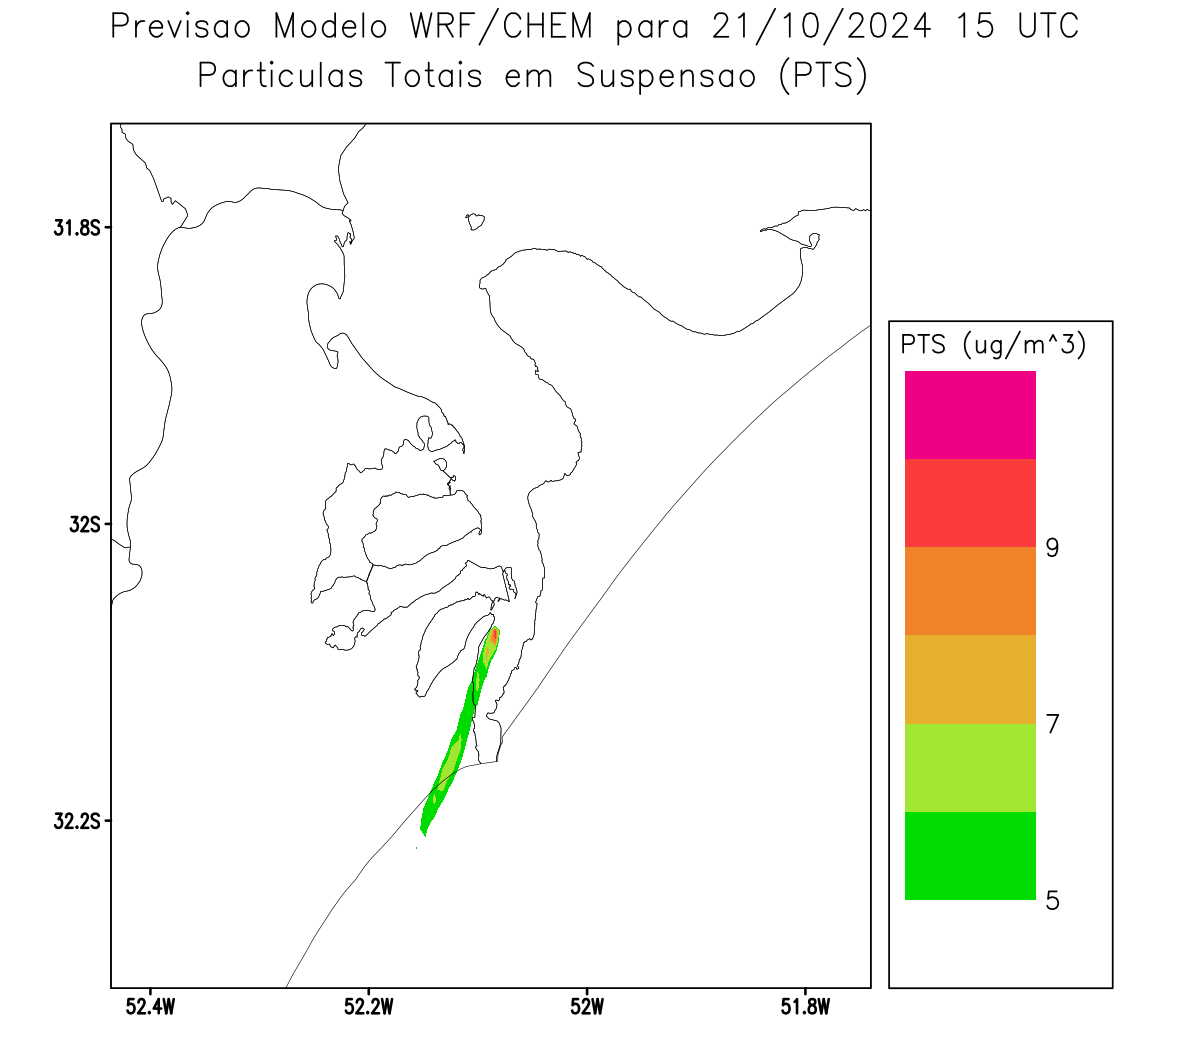 Previsao Modelo WRF/CHEM para 21/10/2024 15 UTC
Particulas Totais em Suspensao (PTS)
31.8S
32S
32.2S
52.4W
52.2W
52W
51.8W
PTS (ug/m^3)
9
7
5